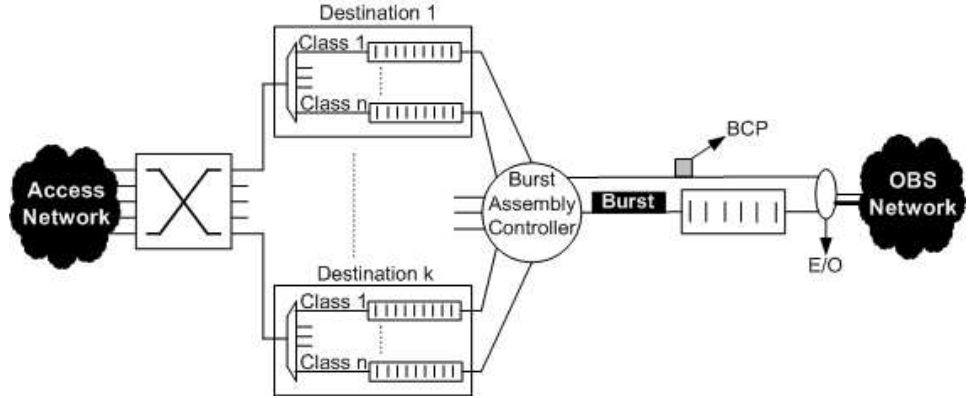 Destination 1
Class 1
Class n
BCP
Access
Network
Burst
Assembly
Controller
Burst
OBS
Network
E/O
Destination k
Class 1
Class n